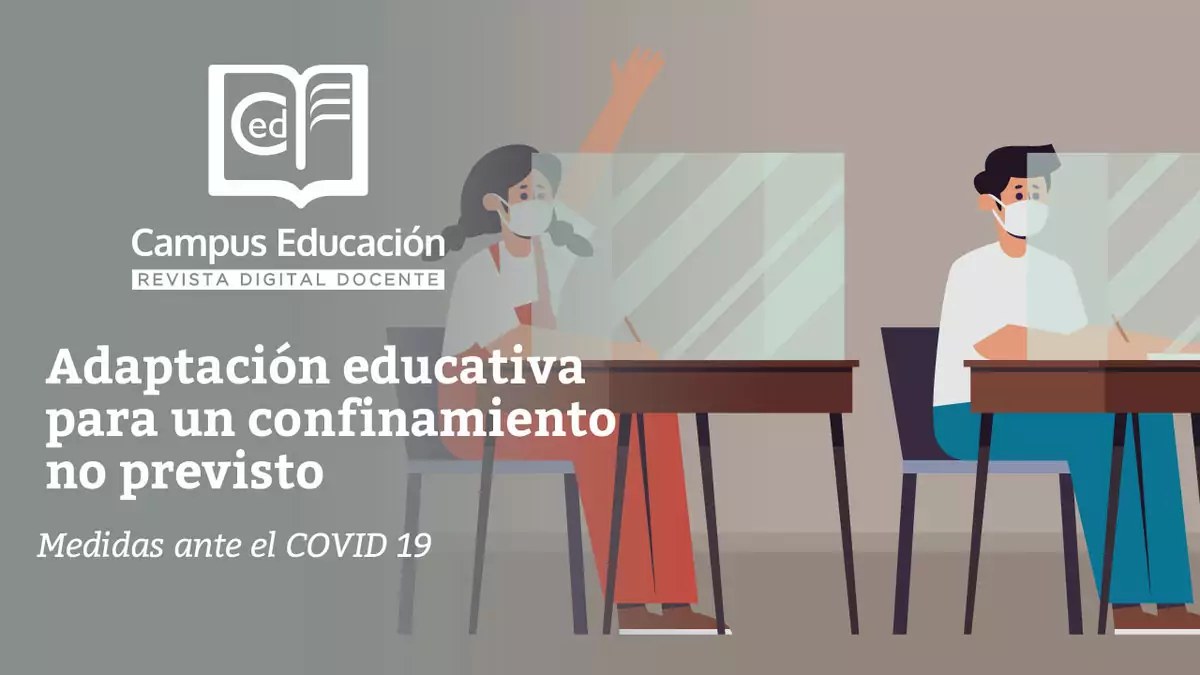 Ced
Campus Educación
REVISTA DIGITAL DOCENTE
Adaptación educativa
para un confinamiento
no previsto
Medidas ante el COVID 19